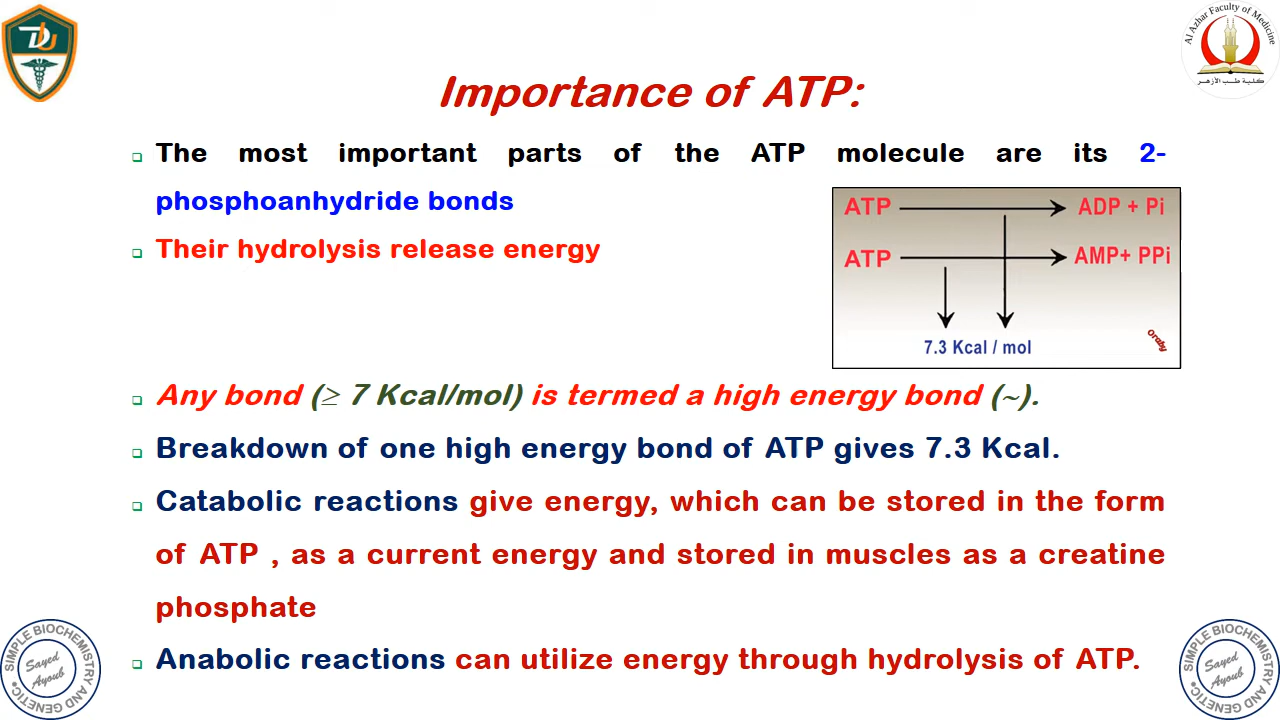 DU
Al Azhar Faculty of Medicine
كلية طب الأزهر
Importance of ATP:
The most important parts of the ATP molecule are its 2-
phosphoanhydride bonds
Their hydrolysis release energy
ATP ADP + Pi
ATP AMP+ PPi
7.3 Kcal / mol
Oraby
Any bond (≥ 7 Kcal/mol) is termed a high energy bond (~).
Breakdown of one high energy bond of ATP gives 7.3 Kcal.
Catabolic reactions give energy, which can be stored in the form
of ATP , as a current energy and stored in muscles as a creatine
phosphate
Anabolic reactions can utilize energy through hydrolysis of ATP.
SIMPLE BIOCHEMISTRY AND GENETIC
Sayed
Ayoub
SIMPLE BIOCHEMISTRY AND GENETIC
Sayed
Ayoub